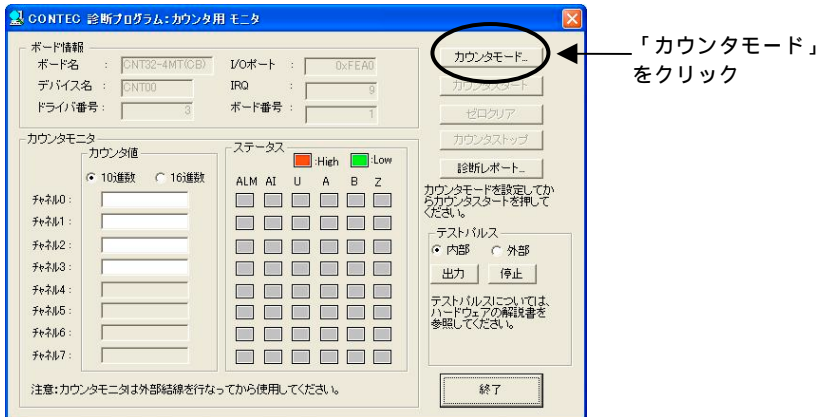 CONTEC 診断プログラム:カウンタ用 モニタ
ボード情報
ボード名 : CNT32-4MT(CB) I/Oポート : 0xFEA0
デバイス名 : CNT00 IRQ : 9
ドライバ番号 : 3 ボード番号 : 1
カウンタモード...
カウンタスタート
ゼロクリア
カウンタストップ
診断レポート...
「カウンタモード」
をクリック
カウンタモニタ
カウンタ値
10進数 16進数
チャネル0 :
チャネル1 :
チャネル2 :
チャネル3 :
チャネル4 :
チャネル5 :
チャネル6 :
チャネル7 :
ステータス
:High :Low
ALM AI U A B Z
カウンタモードを設定してか
らカウンタスタートを押して
ください。
テストパルス
内部 外部
出力 停止
テストパルスについては、
ハードウェアの解説書を
参照してください。
注意:カウンタモニタは外部結線を行なってから使用してください。
終了